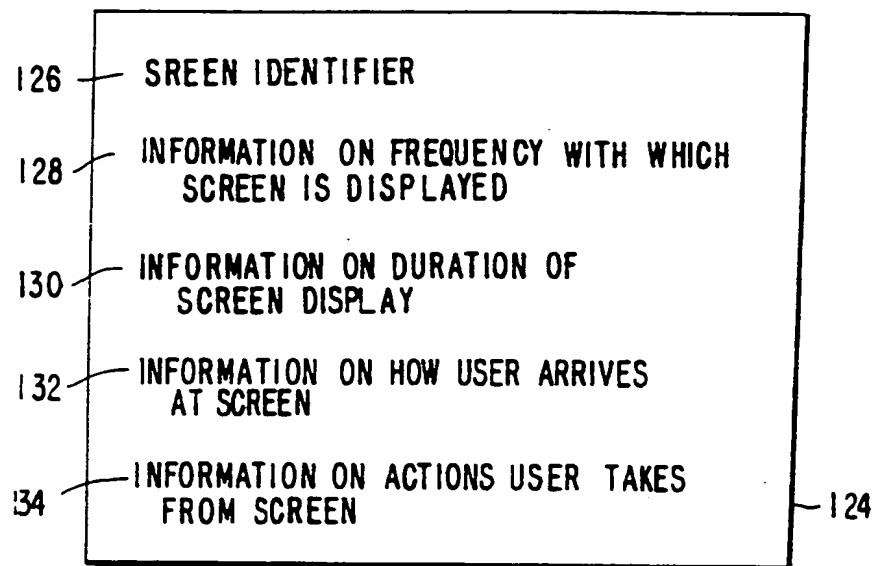 126 SREEN IDENTIFIER
128 INFORMATION ON FREQUENCY WITH WHICH
SCREEN IS DISPLAYED
130 INFORMATION ON DURATION OF
SCREEN DISPLAY
132 INFORMATION ON HOW USER ARRIVES
AT SCREEN
134 INFORMATION ON ACTIONS USER TAKES
FROM SCREEN 124